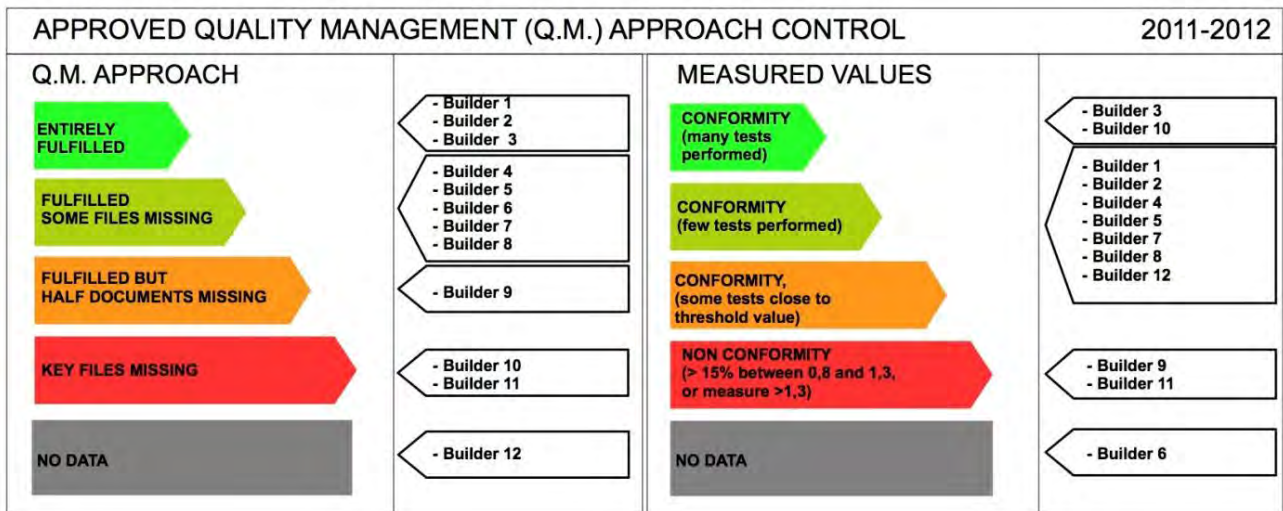 APPROVED QUALITY MANAGEMENT (Q.M.) APPROACH CONTROL 2011-2012
Q.M. APPROACH
ENTIRELY
FULFILLED
- Builder 1
- Builder 2
- Builder 3
FULFILLED
SOME FILES MISSING
- Builder 4
- Builder 5
- Builder 6
- Builder 7
- Builder 8
FULFILLED BUT
HALF DOCUMENTS MISSING
- Builder 9
KEY FILES MISSING
- Builder 10
- Builder 11
NO DATA
- Builder 12
MEASURED VALUES
CONFORMITY
(many tests
performed)
- Builder 3
- Builder 10
CONFORMITY
(few tests performed)
- Builder 1
- Builder 2
- Builder 4
- Builder 5
- Builder 7
- Builder 8
- Builder 12
CONFORMITY,
(some tests close to
threshold value)
NON CONFORMITY
(> 15% between 0,8 and 1,3,
or measure >1,3)
- Builder 9
- Builder 11
NO DATA
- Builder 6